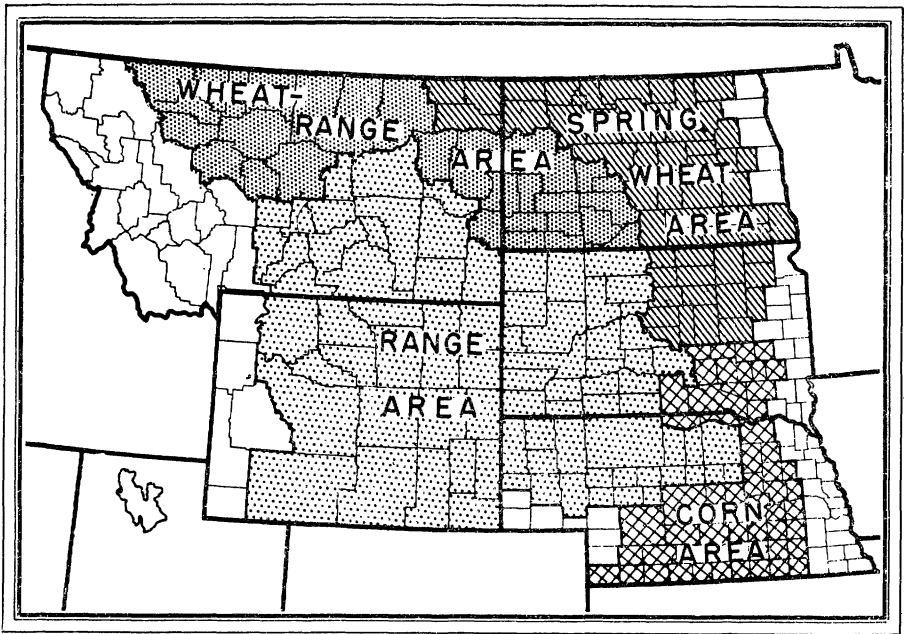 WHEAT-
RANGE
AREA
SPRING
WHEAT
AREA
RANGE
AREA
CORN
AREA